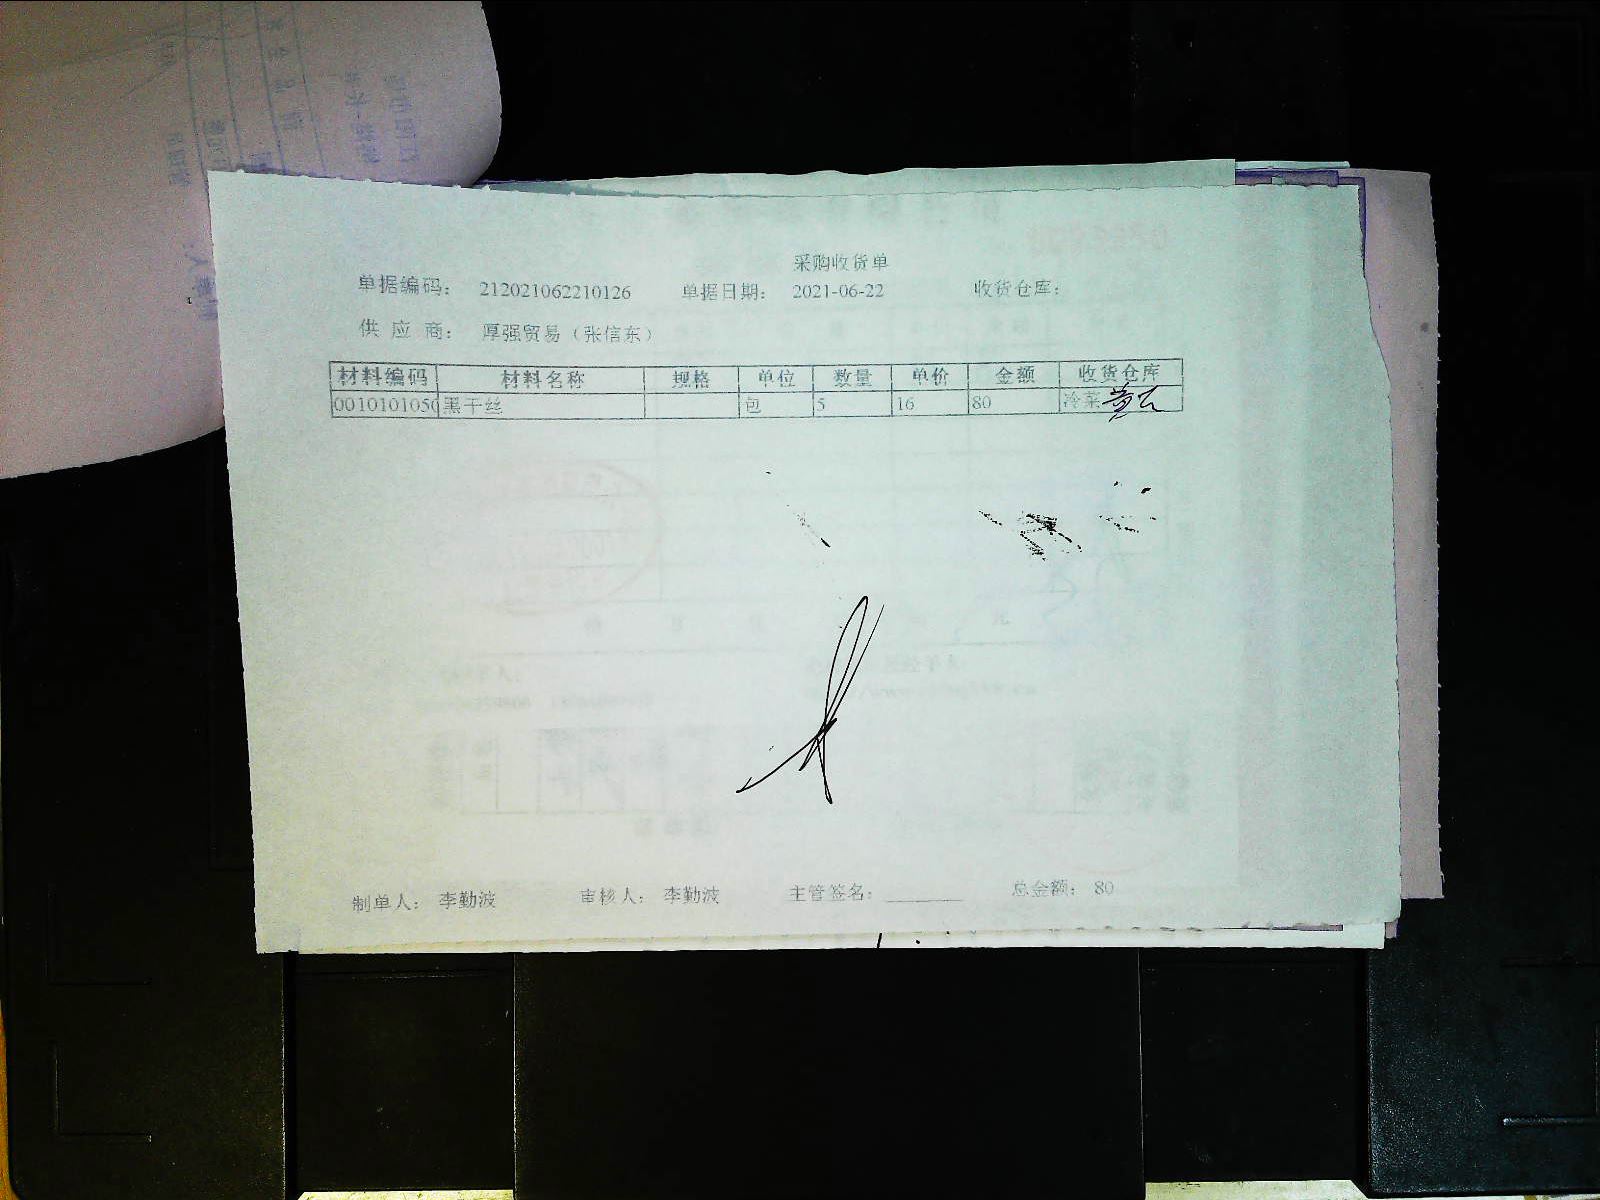 采购收货单
单据编码： 212021062210126 单据日期： 2021-06-22 收货仓库：
供 应 商： 厚强贸易（张信东）
材料编码 材料名称 规格 单位 数量 单价 金额 收货仓库
0010101050 黑干丝 包 5 16 80 冷菜
制单人： 李勤波 审核人： 李勤波 主管签名：______ 总金额： 80